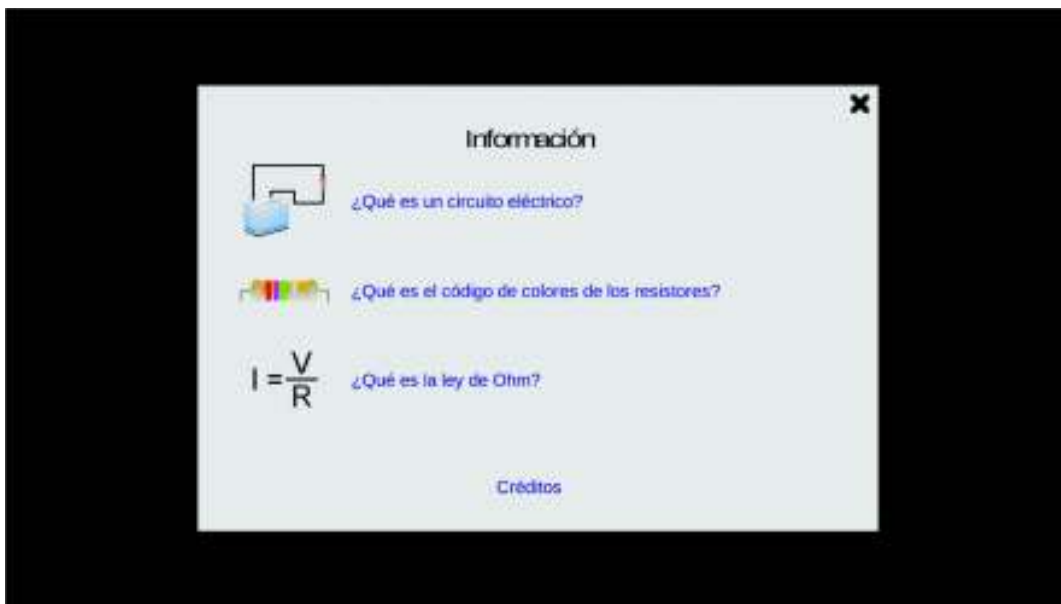 Información
¿Qué es un circuito eléctrico?
¿Qué es el código de colores de los resistores?
I = V
R
¿Qué es la ley de Ohm?
Créditos